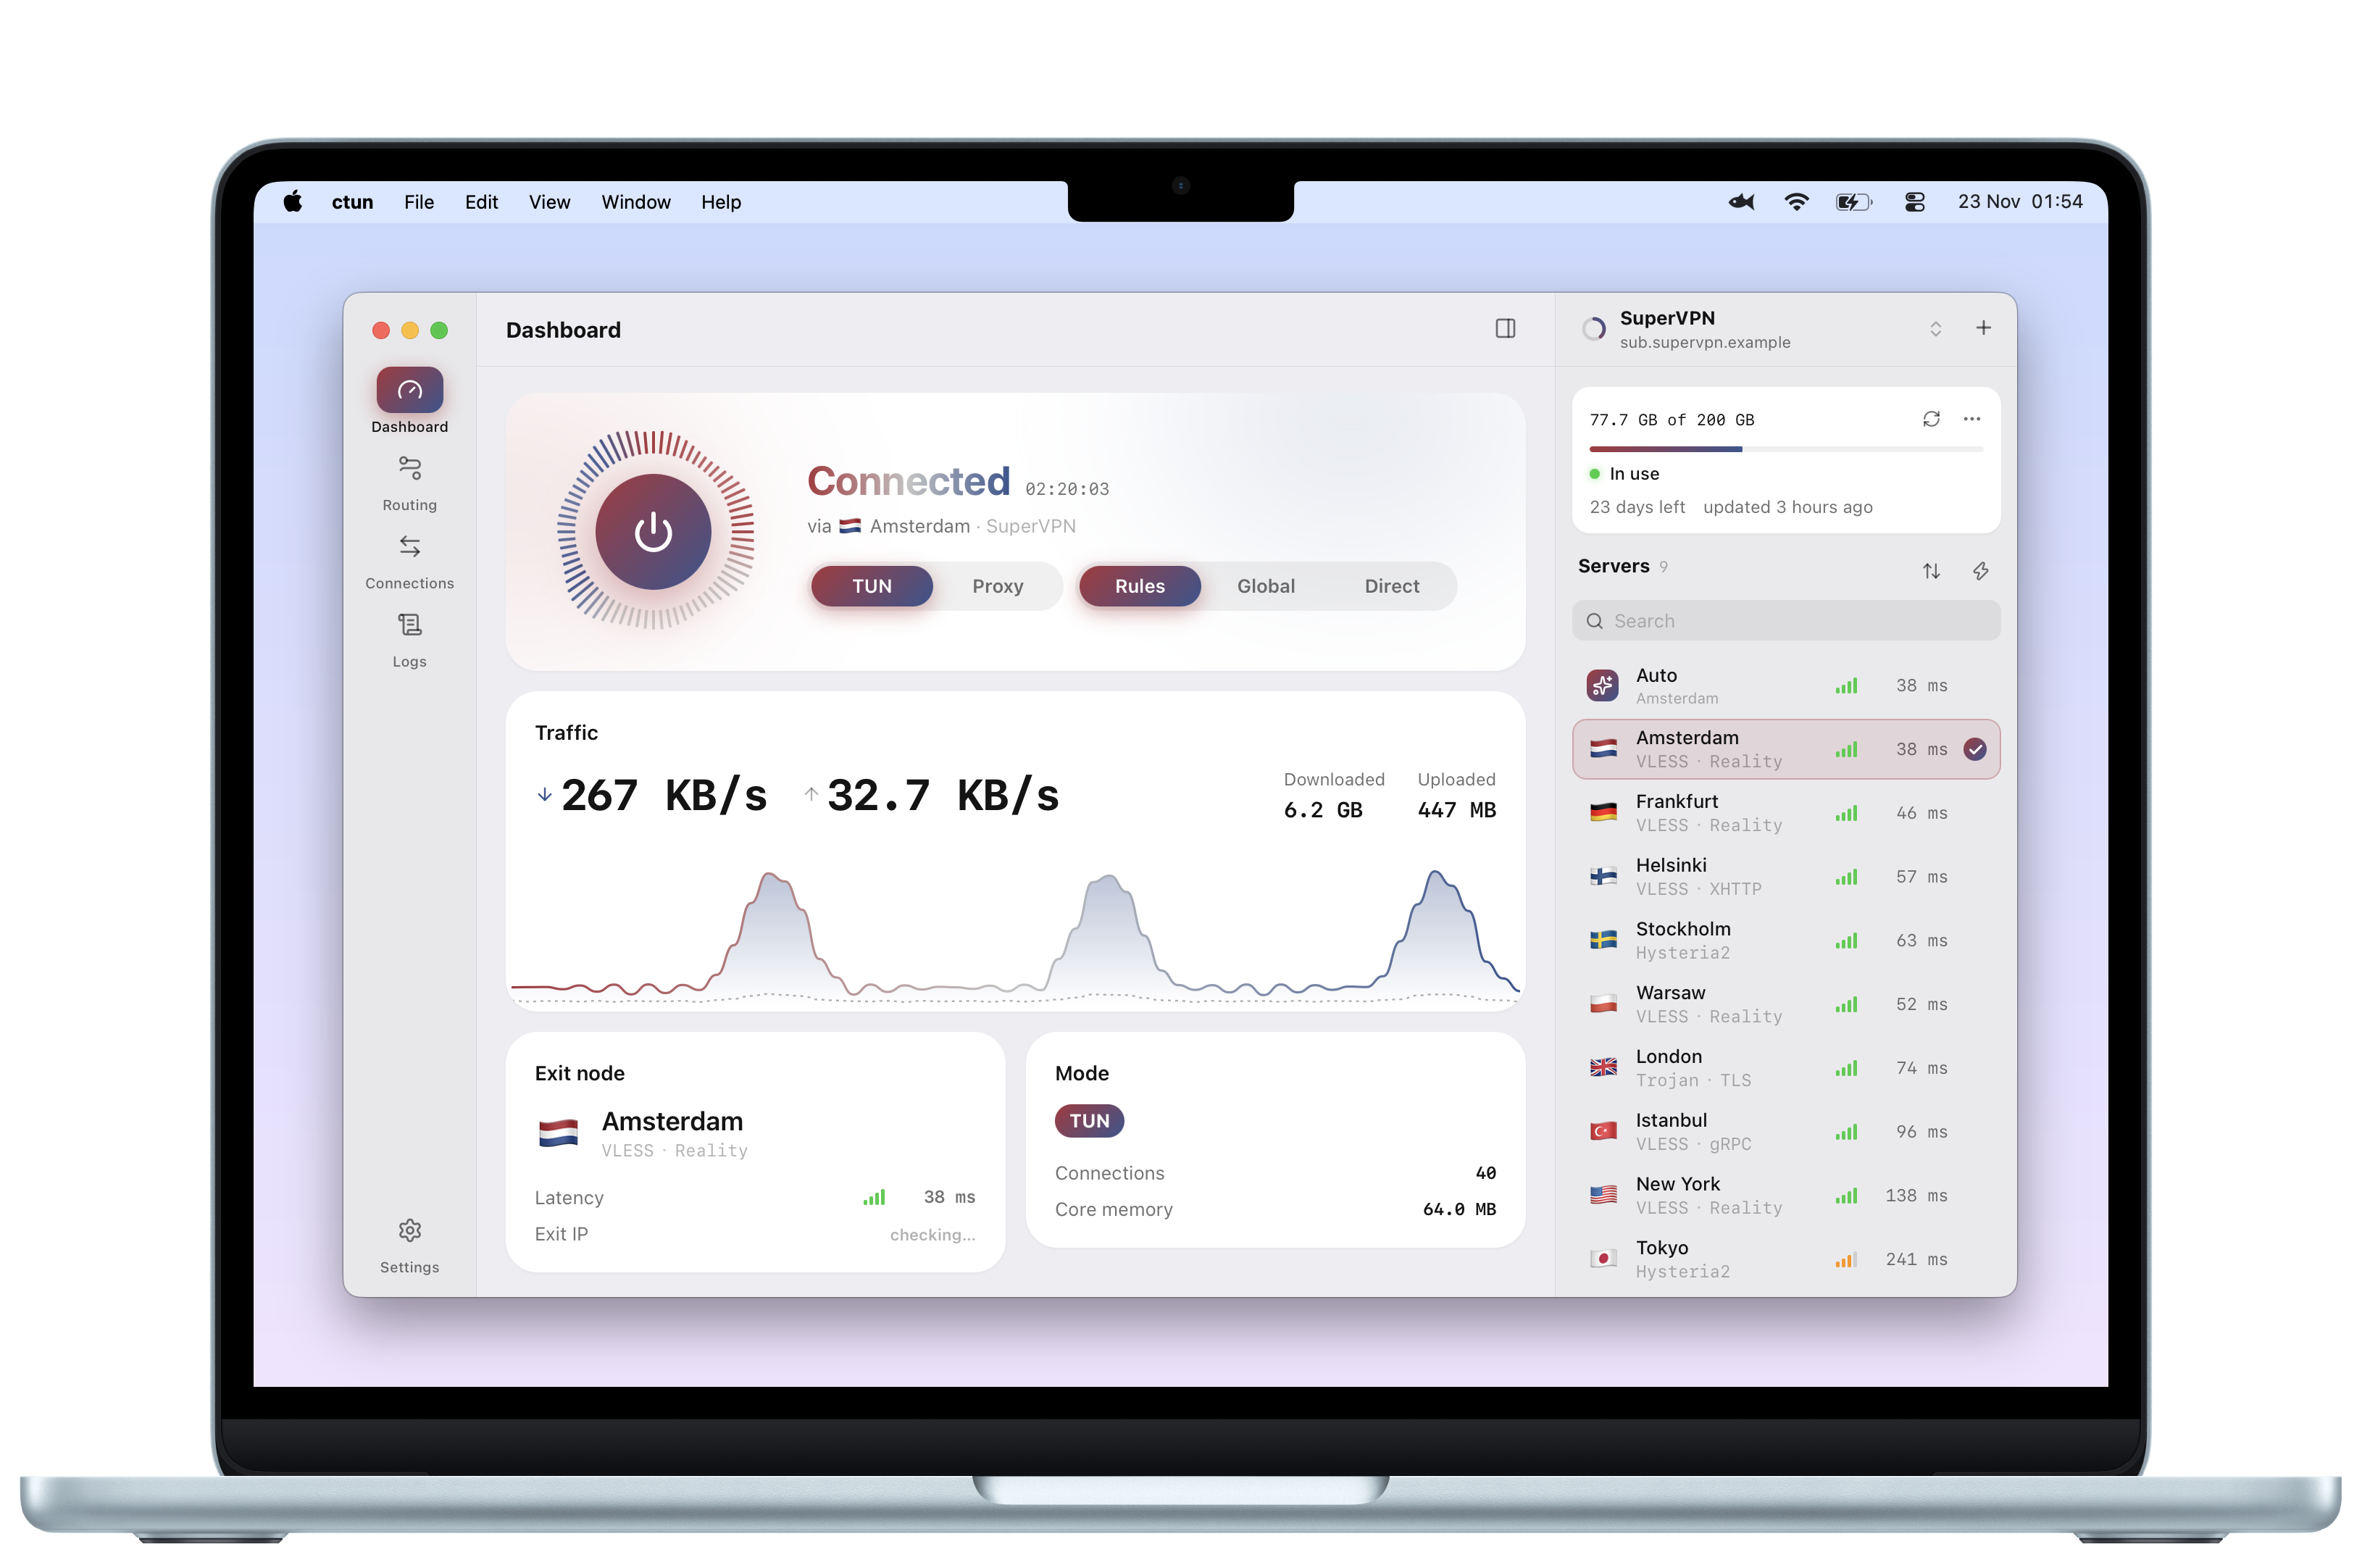 ctun File Edit View Window Help
23 Nov 01:54
Dashboard
Routing
Connections
Logs
Settings
Dashboard
Connected 02:20:03
via Amsterdam · SuperVPN
TUN Proxy Rules Global Direct
Traffic
267 KB/s 32.7 KB/s
Downloaded Uploaded
6.2 GB 447 MB
Exit node
Amsterdam
VLESS · Reality
Latency 38 ms
Exit IP checking...
Mode
TUN
Connections 40
Core memory 64.0 MB
SuperVPN
sub.supervpn.example
77.7 GB of 200 GB
In use
23 days left updated 3 hours ago
Servers 9
Search
Auto
Amsterdam
38 ms
Amsterdam
VLESS · Reality
38 ms
Frankfurt
VLESS · Reality
46 ms
Helsinki
VLESS · XHTTP
57 ms
Stockholm
Hysteria2
63 ms
Warsaw
VLESS · Reality
52 ms
London
Trojan · TLS
74 ms
Istanbul
VLESS · gRPC
96 ms
New York
VLESS · Reality
138 ms
Tokyo
Hysteria2
241 ms